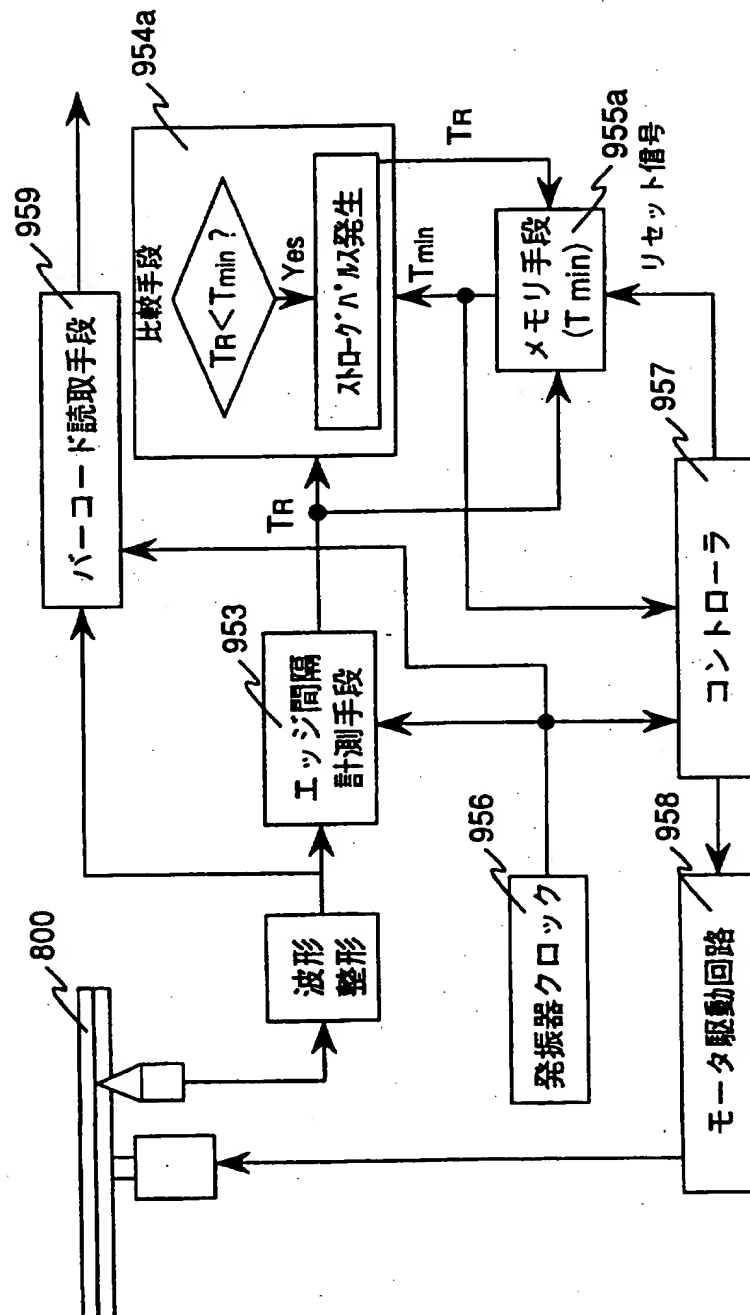 800
波形
整形
エッジ間隔
計測手段
953
バーコード読取手段
959
TR
比較手段
TR<Tmin ?
Yes
ストローグパルス発生
954a
TR
Tmin
メモリ手段
(Tmin)
955a
リセット信号
発振器クロック
956
コントローラ
957
モータ駆動回路
958